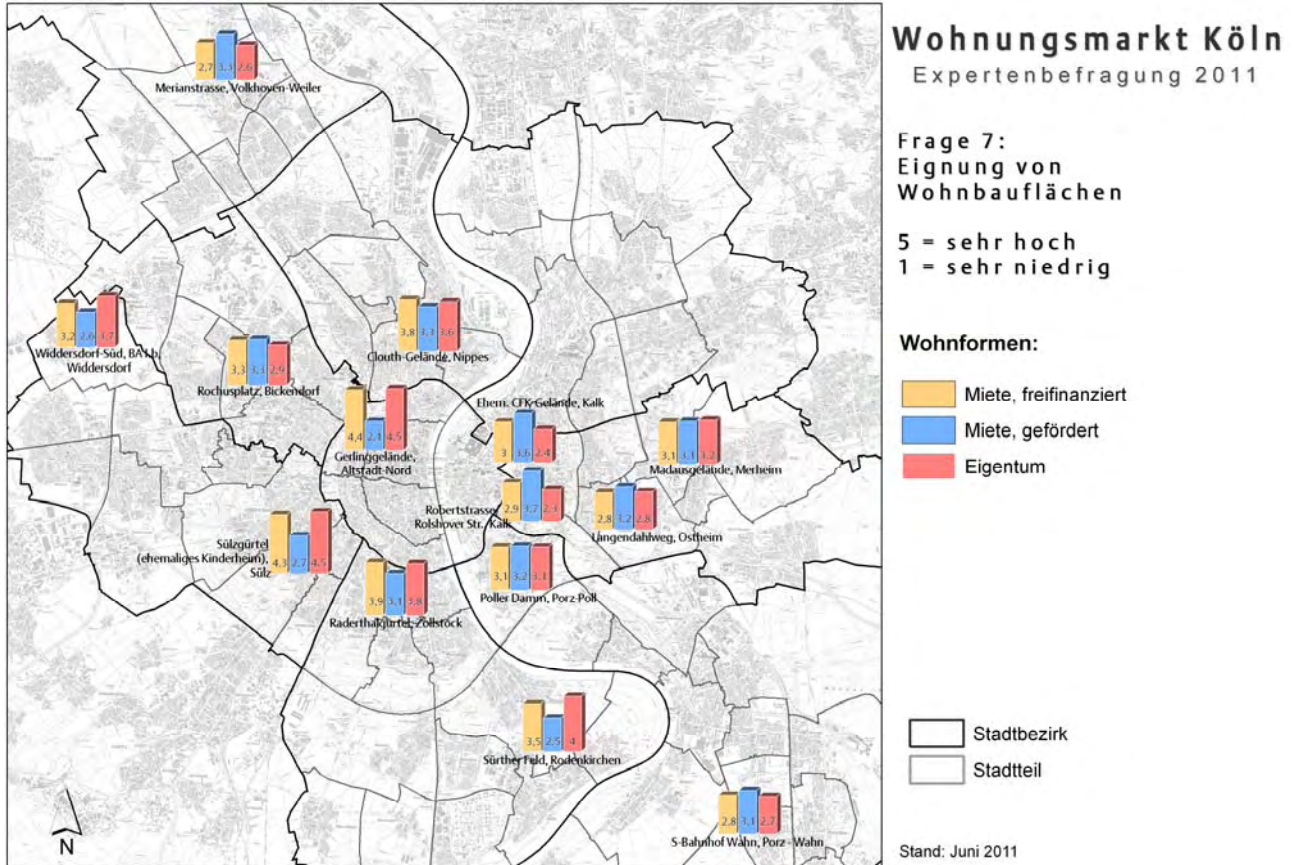 Wohnungsmarkt Köln
Expertenbefragung 2011
Frage 7:
Eignung von
Wohnbauflächen
5 = sehr hoch
1 = sehr niedrig
Wohnformen:
Miete, freifinanziert
Miete, gefördert
Eigentum
Stadtbezirk
Stadtteil
Stand: Juni 2011
2,7 3,3 2,6
Merianstrasse, Volkhoven-Weiler
3,2 2,6 3,7
Widdersdorf-Süd, BA1b,
Widdersdorf
3,3 3,3 2,9
Rochusplatz, Bickendorf
3,8 3,3 3,6
Clouth-Gelände, Nippes
4,4 2,1 4,5
Gerlinggelände,
Altstadt-Nord
Ehem. CFK-Gelände, Kalk
3 3,6 2,4
3,1 3,1 3,2
Madausgelände, Merheim
2,9 3,7 2,3
Robertstrasse/
Rolshover Str., Kalk
2,8 3,2 2,8
Langendahlweg, Ostheim
4,3 2,7 4,5
Sülzgürtel
(ehemaliges Kinderheim),
Sülz
3,1 3,2 3,1
Poller Damm, Porz-Poll
3,9 3,1 3,8
Raderthalgürtel, Zollstock
3,5 2,5 4
Sürther Feld, Rodenkirchen
2,8 3,1 2,7
S-Bahnhof Wahn, Porz - Wahn
N